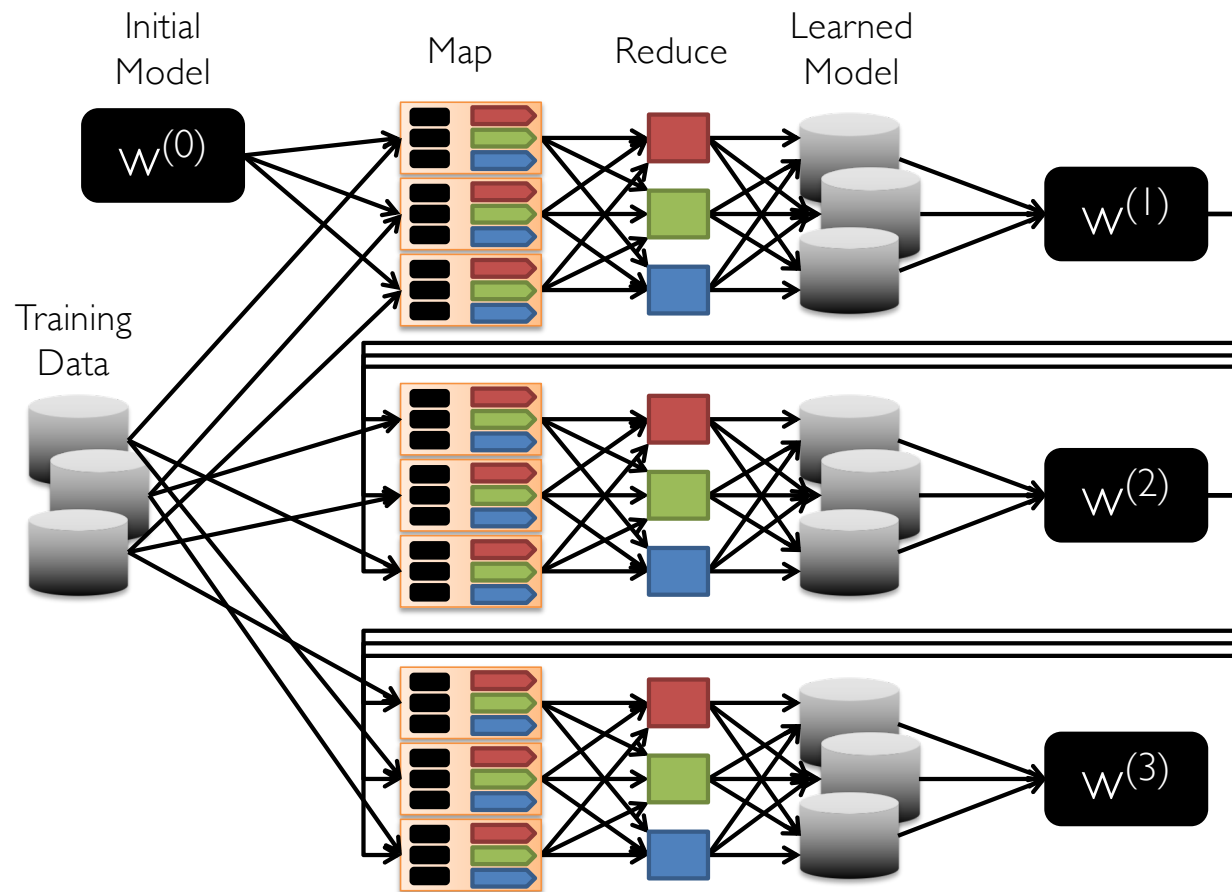 Initial
Model
Map
Reduce
Learned
Model
w(0)
w(1)
Training
Data
w(2)
w(3)